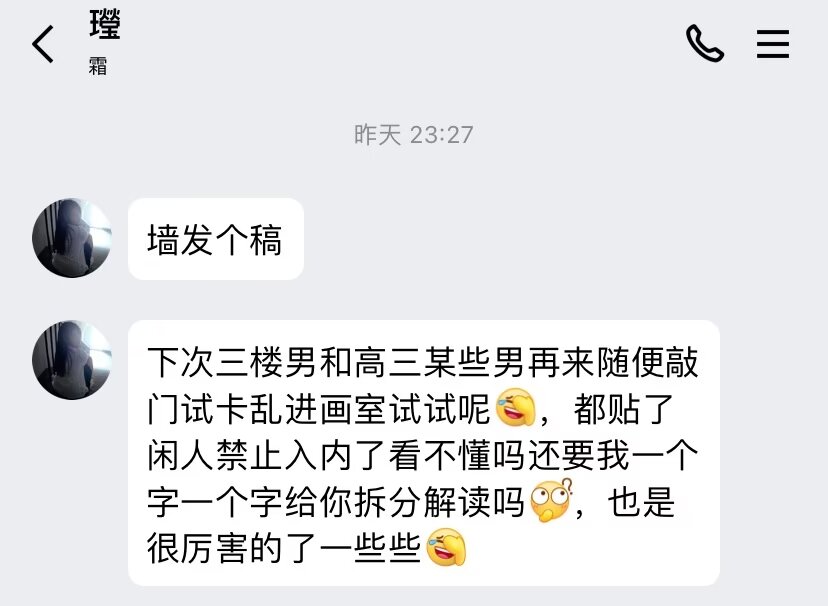 瓕
霜
昨天 23:27
墙发个稿
下次三楼男和高三某些男再来随便敲
门试卡乱进画室试试呢，都贴了
闲人禁止入内了看不懂吗还要我一个
字一个字给你拆分解读吗，也是
很厉害的了一些些